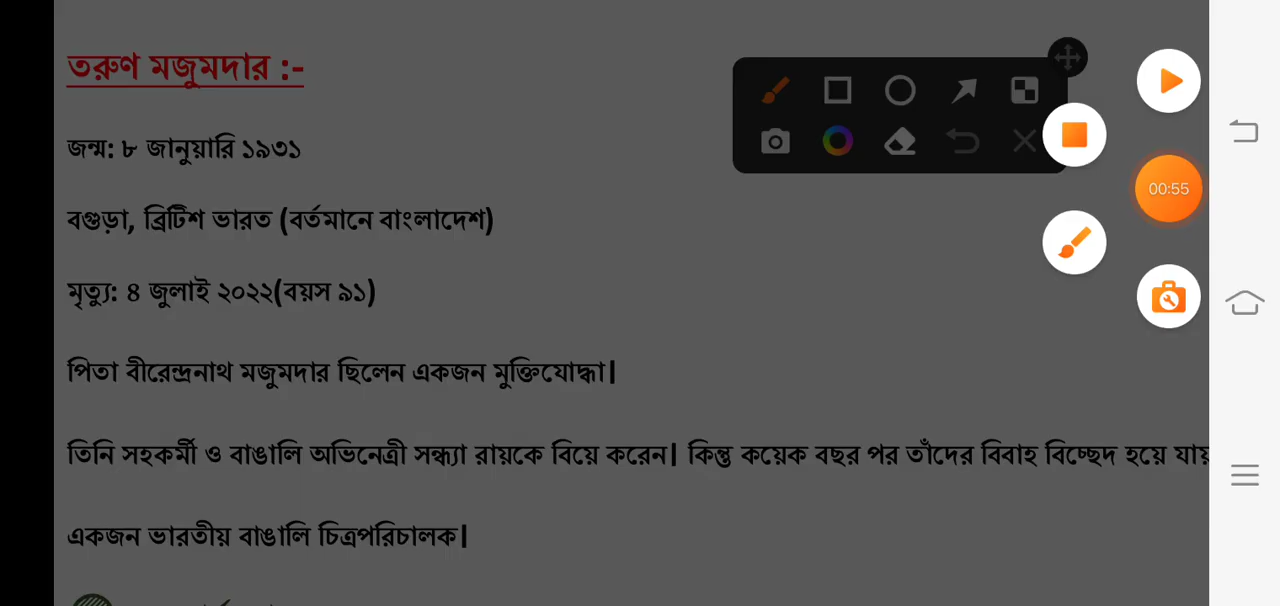 তরুণ মজুমদার :-
জন্ম: ৮ জানুয়ারি ১৯৩১
বগুড়া, ব্রিটিশ ভারত (বর্তমানে বাংলাদেশ)
মৃত্যু: 8 জুলাই ২০২২(বয়স ৯১)
পিতা বীরেন্দ্রনাথ মজুমদার ছিলেন একজন মুক্তিযোদ্ধা।
তিনি সহকর্মী ও বাঙালি অভিনেত্রী সন্ধ্যা রায়কে বিয়ে করেন। কিন্তু কয়েক বছর পর তাঁদের বিবাহ বিচ্ছেদ হয়ে যায়
একজন ভারতীয় বাঙালি চিত্রপরিচালক।
00:55